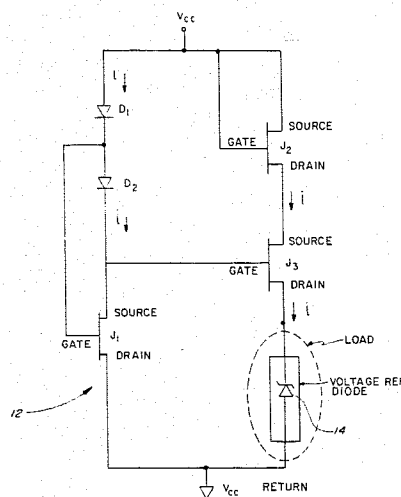 Vcc
i
D1
SOURCE
GATE
J2
DRAIN
D2
i
i
SOURCE
GATE
J3
DRAIN
SOURCE
GATE
J1
DRAIN
i
LOAD
VOLTAGE REF
DIODE
14
12
Vcc
RETURN